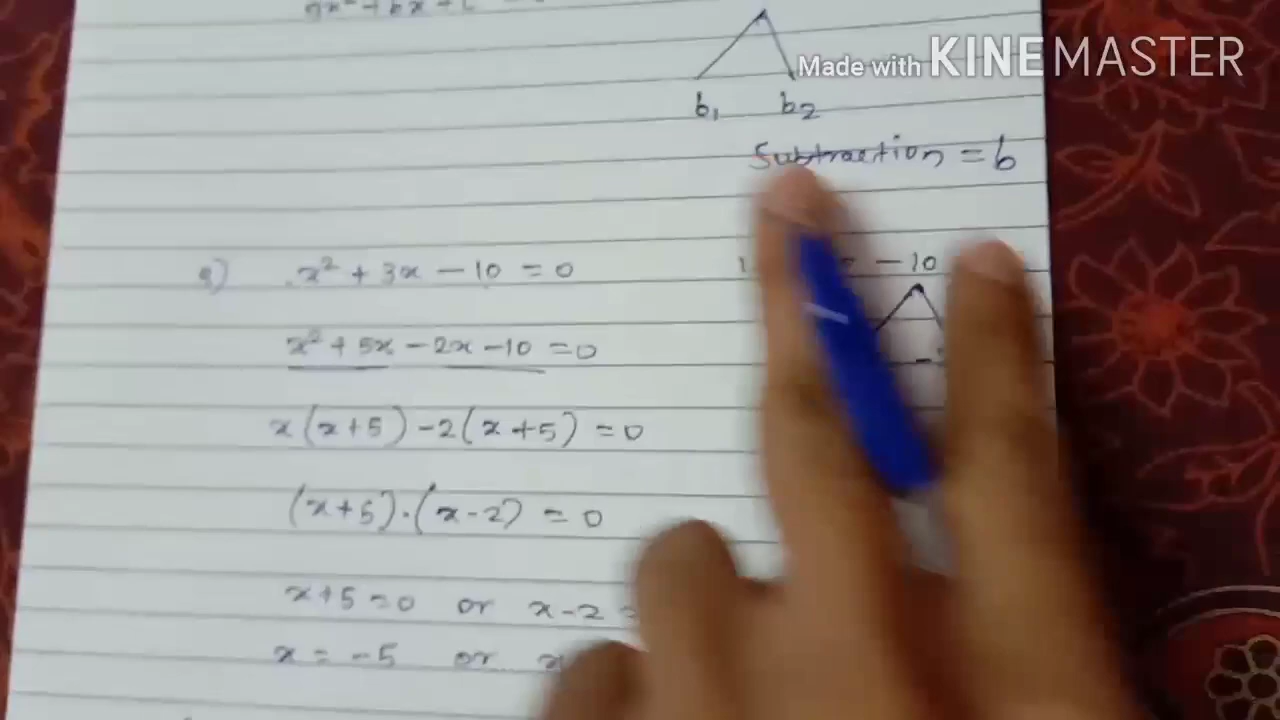 Made with KINEMASTER
b₁ b₂
Subtraction = b
x² + 3x - 10 = 0
- 10
x² + 5x - 2x - 10 = 0
x(x+5) -2(x+5) = 0
(x+5).(x-2) = 0
x+5=0 or x-2
x = -5 or x